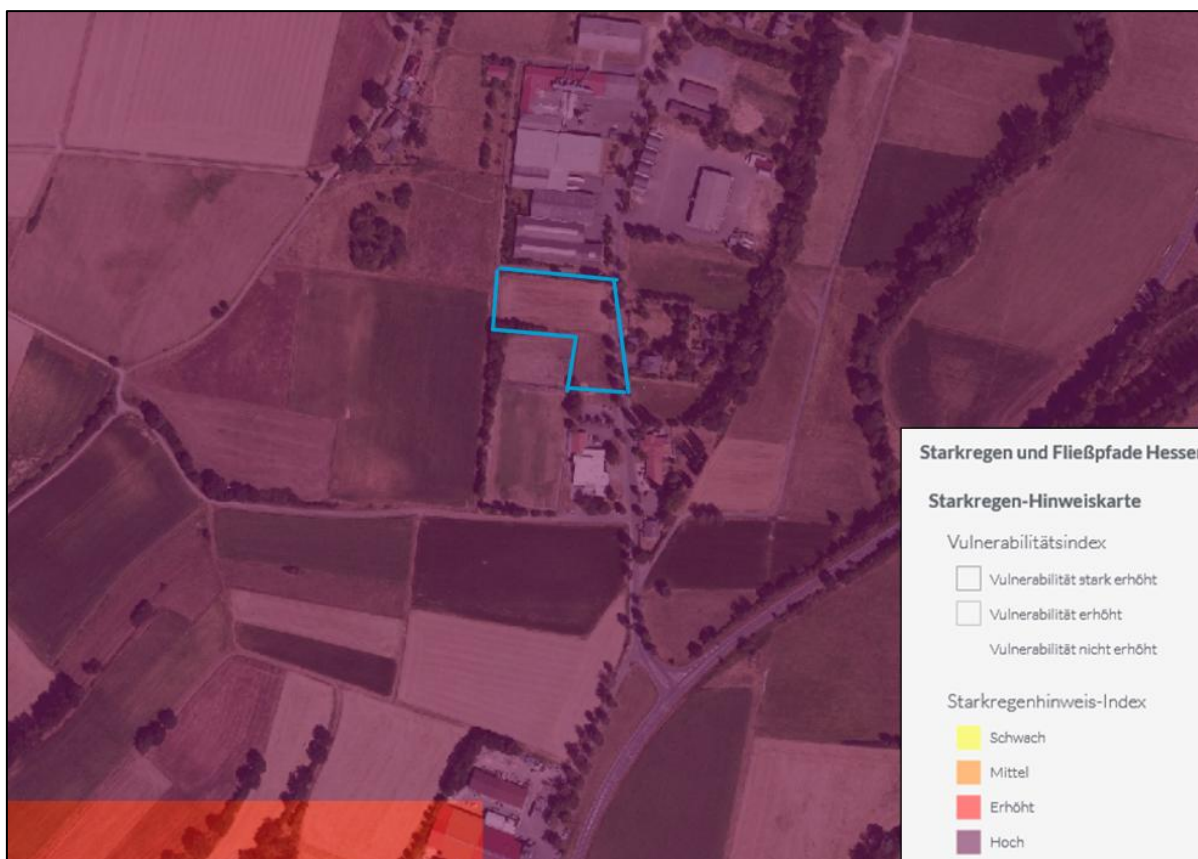 Starkregen und Fließpfade Hessen
Starkregen-Hinweiskarte
Vulnerabilitätsindex
Vulnerabilität stark erhöht
Vulnerabilität erhöht
Vulnerabilität nicht erhöht
Starkregenhinweis-Index
Schwach
Mittel
Erhöht
Hoch